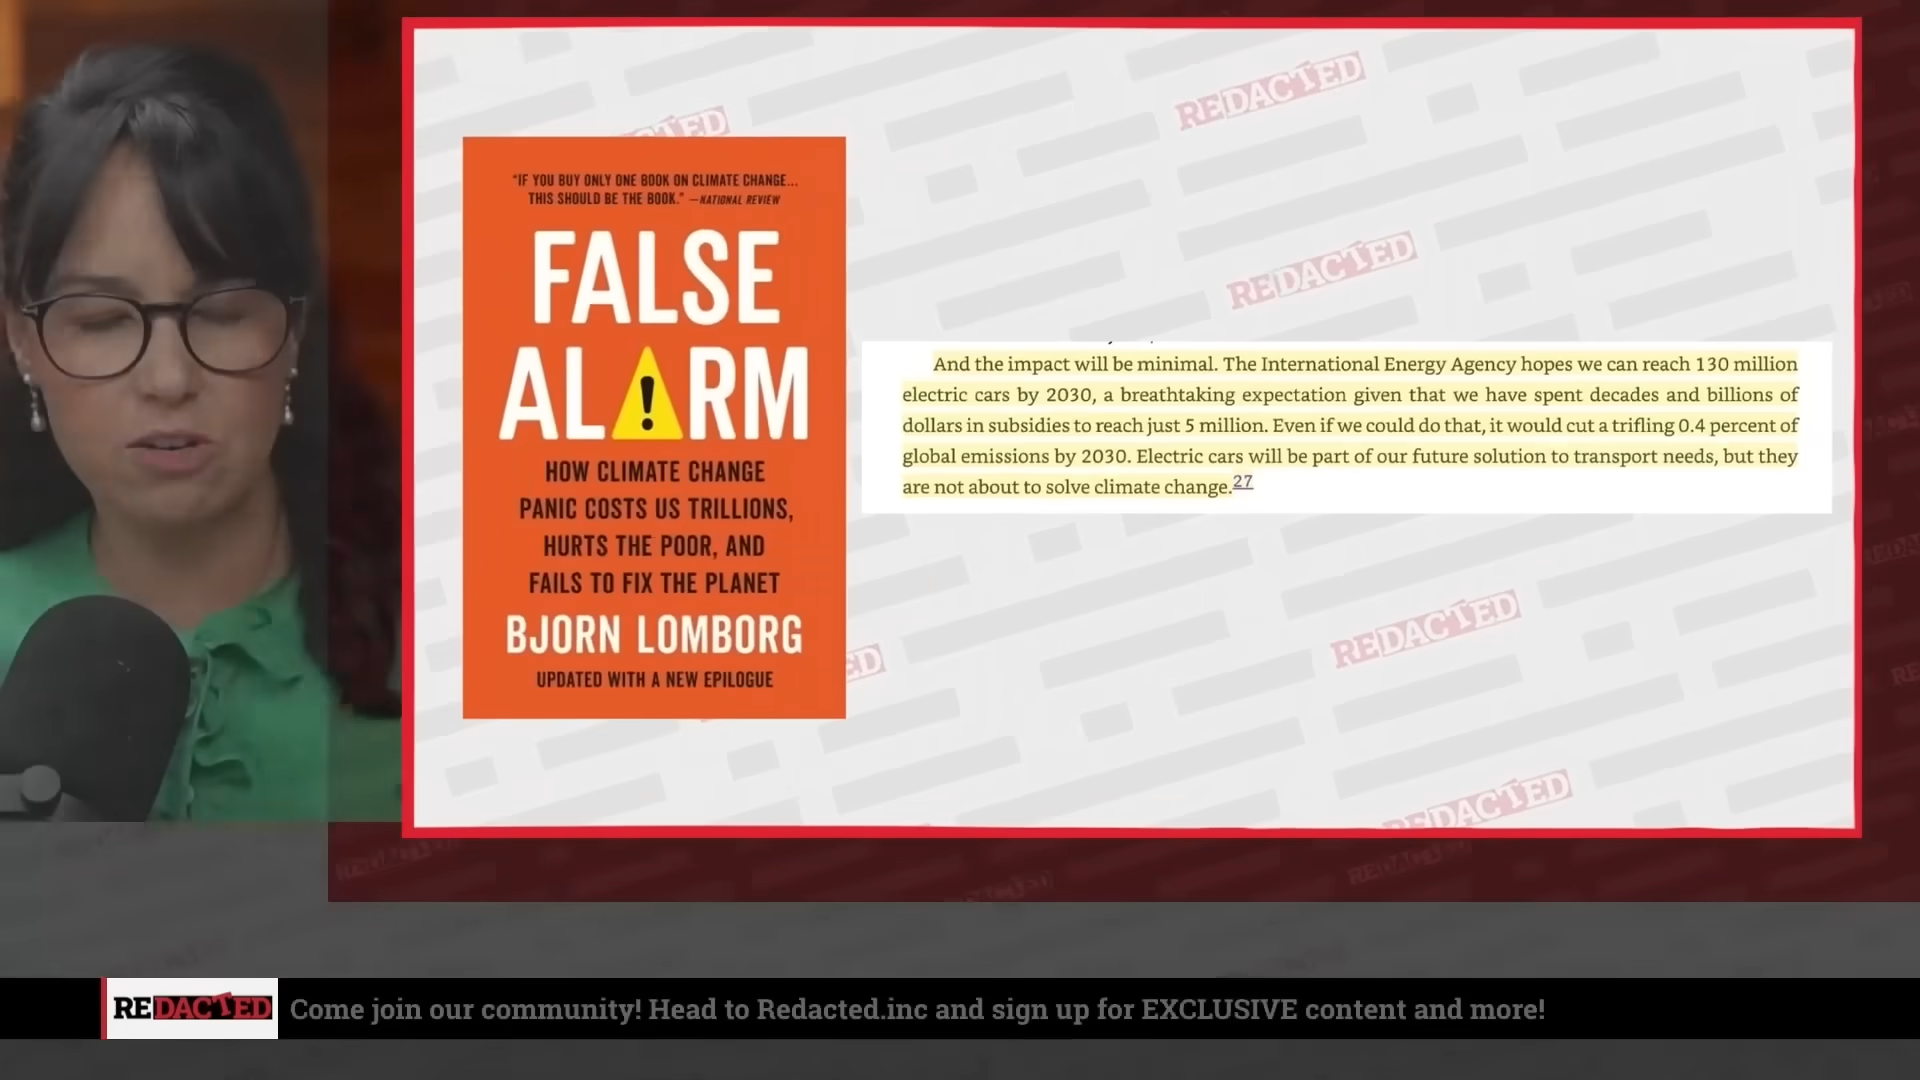 "IF YOU BUY ONLY ONE BOOK ON CLIMATE CHANGE...
THIS SHOULD BE THE BOOK." —NATIONAL REVIEW
FALSE
ALARM
HOW CLIMATE CHANGE
PANIC COSTS US TRILLIONS,
HURTS THE POOR, AND
FAILS TO FIX THE PLANET
BJORN LOMBORG
UPDATED WITH A NEW EPILOGUE
And the impact will be minimal. The International Energy Agency hopes we can reach 130 million
electric cars by 2030, a breathtaking expectation given that we have spent decades and billions of
dollars in subsidies to reach just 5 million. Even if we could do that, it would cut a trifling 0.4 percent of
global emissions by 2030. Electric cars will be part of our future solution to transport needs, but they
are not about to solve climate change.27
REDACTED
REDACTED
REDACTED
REDACTED
REDACTED Come join our community! Head to Redacted.inc and sign up for EXCLUSIVE content and more!